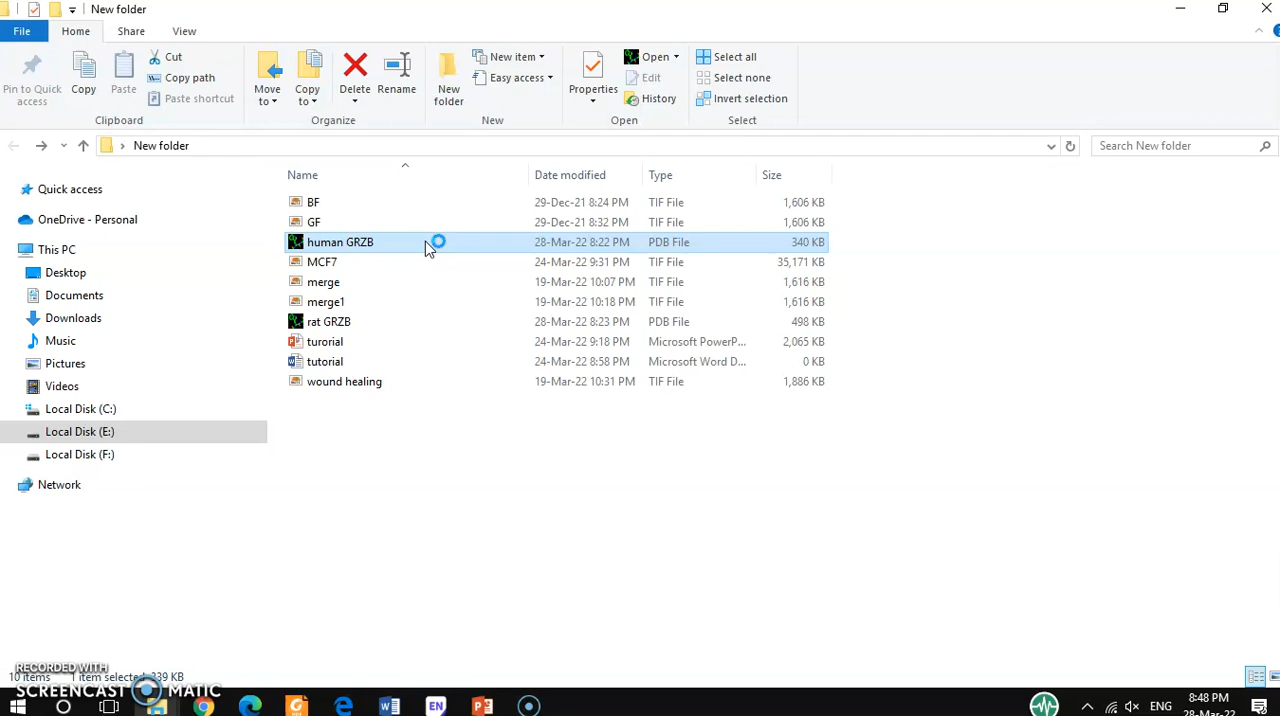 New folder
File Home Share View
Pin to Quick access
Copy
Paste
Cut
Copy path
Paste shortcut
Clipboard
Move to
Copy to
Delete
Rename
Organize
New folder
New item
Easy access
New
Properties
Open
Edit
History
Open
Select all
Select none
Invert selection
Select
New folder
Search New folder
Name Date modified Type Size
BF 29-Dec-21 8:24 PM TIF File 1,606 KB
GF 29-Dec-21 8:32 PM TIF File 1,606 KB
human GRZB 28-Mar-22 8:22 PM PDB File 340 KB
MCF7 24-Mar-22 9:31 PM TIF File 35,171 KB
merge 19-Mar-22 10:07 PM TIF File 1,616 KB
merge1 19-Mar-22 10:18 PM TIF File 1,616 KB
rat GRZB 28-Mar-22 8:23 PM PDB File 498 KB
turorial 24-Mar-22 9:18 PM Microsoft PowerP... 2,065 KB
tutorial 24-Mar-22 8:58 PM Microsoft Word D... 0 KB
wound healing 19-Mar-22 10:31 PM TIF File 1,886 KB
Quick access
OneDrive - Personal
This PC
Desktop
Documents
Downloads
Music
Pictures
Videos
Local Disk (C:)
Local Disk (E:)
Local Disk (F:)
Network
10 items 1 item selected 339 KB
RECORDED WITH
SCREENCAST MATIC
EN
ENG
8:48 PM
28-Mar-22